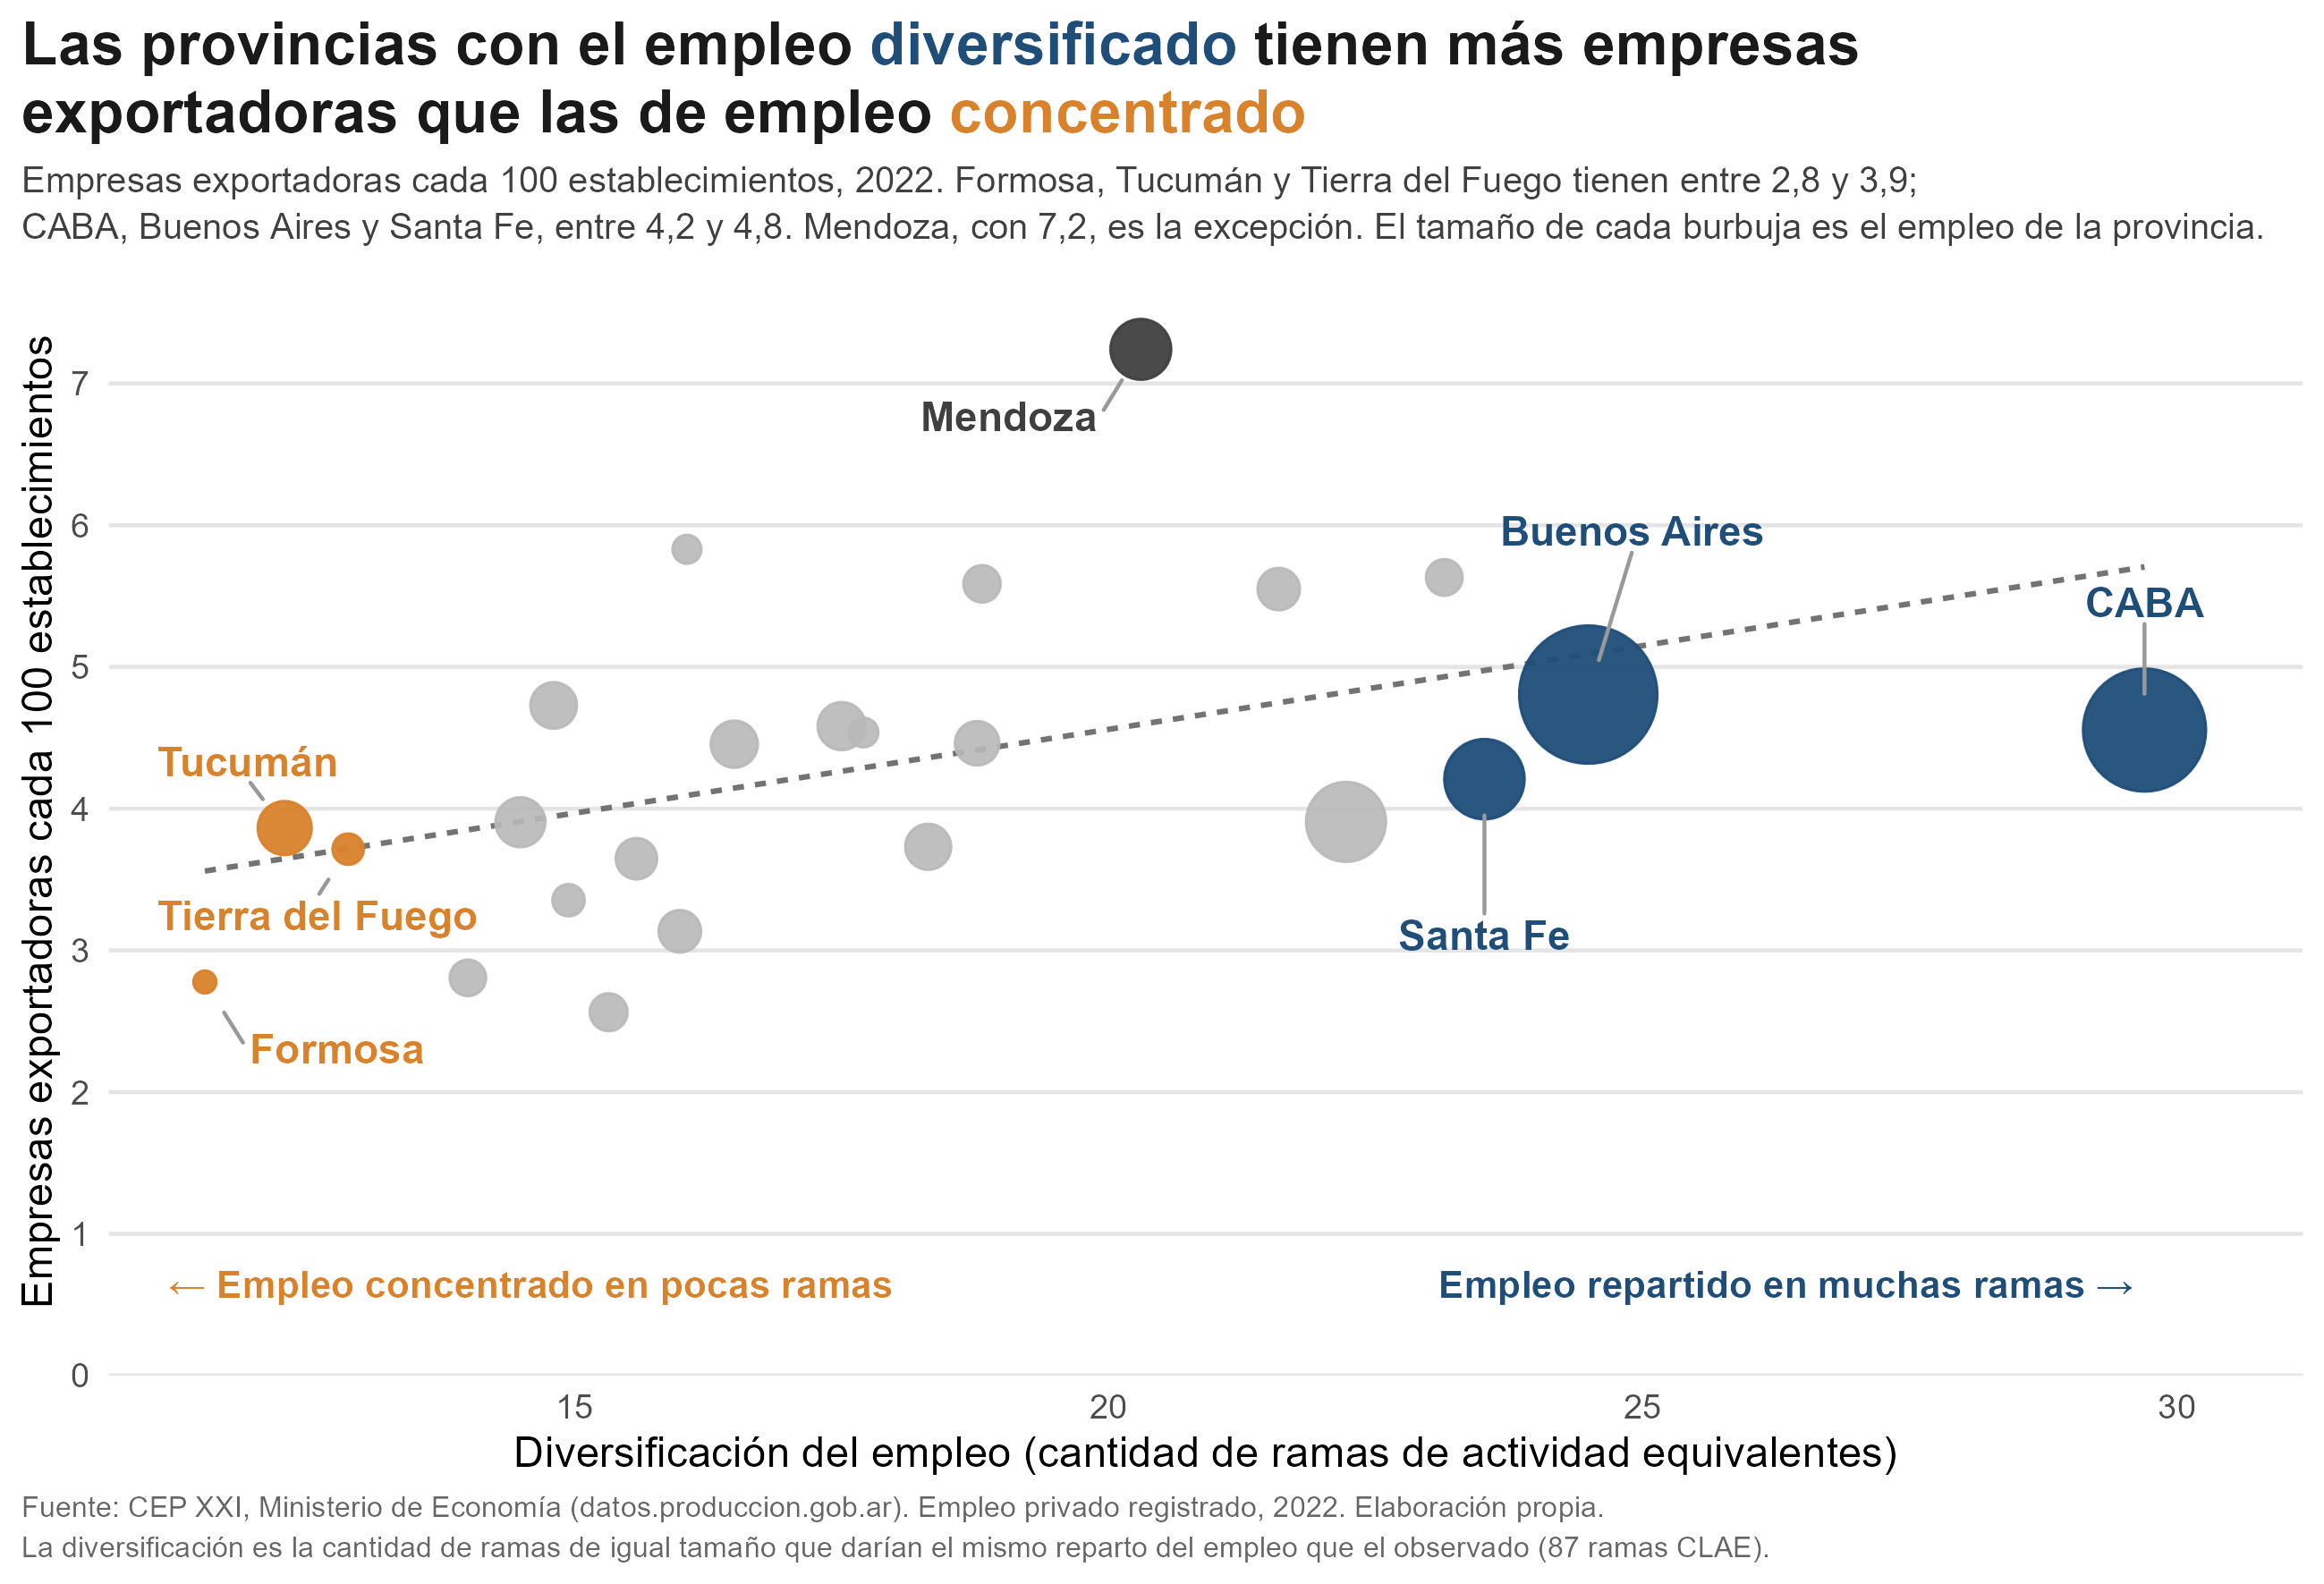 Las provincias con el empleo diversificado tienen más empresas
exportadoras que las de empleo concentrado
Empresas exportadoras cada 100 establecimientos, 2022. Formosa, Tucumán y Tierra del Fuego tienen entre 2,8 y 3,9;
CABA, Buenos Aires y Santa Fe, entre 4,2 y 4,8. Mendoza, con 7,2, es la excepción. El tamaño de cada burbuja es el empleo de la provincia.
Empresas exportadoras cada 100 establecimientos
7
Mendoza
6
Buenos Aires
CABA
5
Tucumán
4
Tierra del Fuego
Santa Fe
3
Formosa
2
1
← Empleo concentrado en pocas ramas
Empleo repartido en muchas ramas →
0
15
20
25
30
Diversificación del empleo (cantidad de ramas de actividad equivalentes)
Fuente: CEP XXI, Ministerio de Economía (datos.produccion.gob.ar). Empleo privado registrado, 2022. Elaboración propia.
La diversificación es la cantidad de ramas de igual tamaño que darían el mismo reparto del empleo que el observado (87 ramas CLAE).